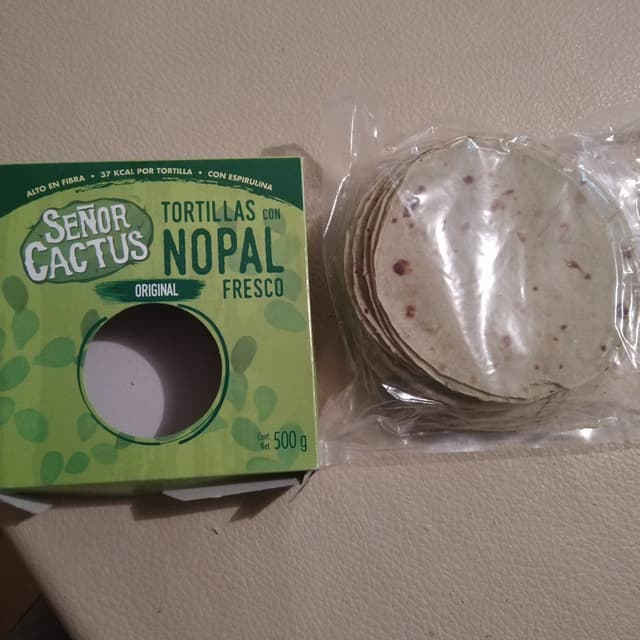 ALTO EN FIBRA • 37 KCAL POR TORTILLA • CON ESPIRULINA
SEÑOR
CACTUS
TORTILLAS CON
NOPAL
FRESCO
ORIGINAL
Cont. Net. 500 g